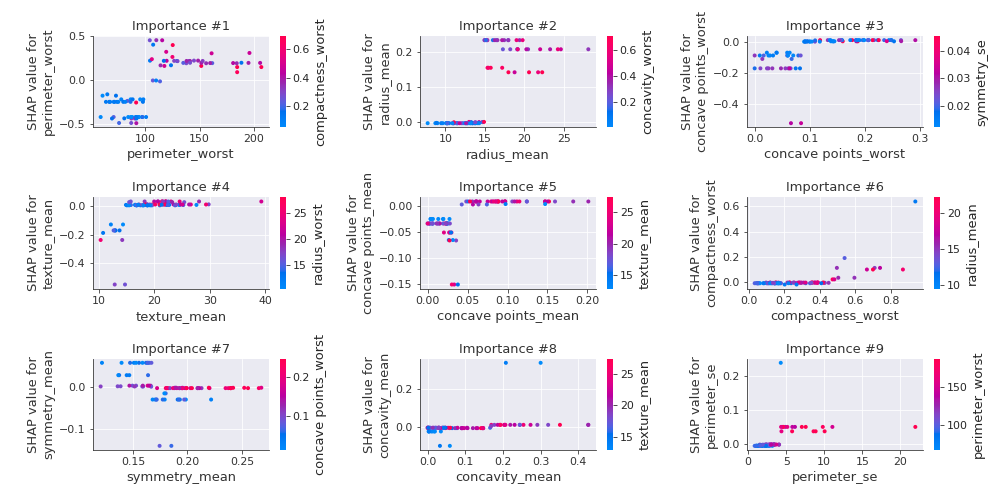 Importance #1
SHAP value for
perimeter_worst
0.5
0.0
−0.5
100
150
200
perimeter_worst
0.6
0.4
0.2
compactness_worst
Importance #2
SHAP value for
radius_mean
0.2
0.1
0.0
10
15
20
25
radius_mean
0.6
0.4
0.2
concavity_worst
Importance #3
SHAP value for
concave points_worst
0.0
−0.2
−0.4
0.0
0.1
0.2
0.3
concave points_worst
0.04
0.03
0.02
symmetry_se
Importance #4
SHAP value for
texture_mean
0.0
−0.2
−0.4
10
20
30
40
texture_mean
25
20
15
radius_worst
Importance #5
SHAP value for
concave points_mean
0.00
−0.05
−0.10
−0.15
0.00
0.05
0.10
0.15
0.20
concave points_mean
25
20
15
texture_mean
Importance #6
SHAP value for
compactness_worst
0.6
0.4
0.2
0.0
0.0
0.2
0.4
0.6
0.8
1.0
compactness_worst
20
15
10
radius_mean
Importance #7
SHAP value for
symmetry_mean
0.0
−0.1
0.15
0.20
0.25
symmetry_mean
0.2
0.1
concave points_worst
Importance #8
SHAP value for
concavity_mean
0.2
0.0
0.0
0.1
0.2
0.3
0.4
concavity_mean
25
20
15
texture_mean
Importance #9
SHAP value for
perimeter_se
0.2
0.1
0.0
0
5
10
15
20
perimeter_se
150
100
perimeter_worst